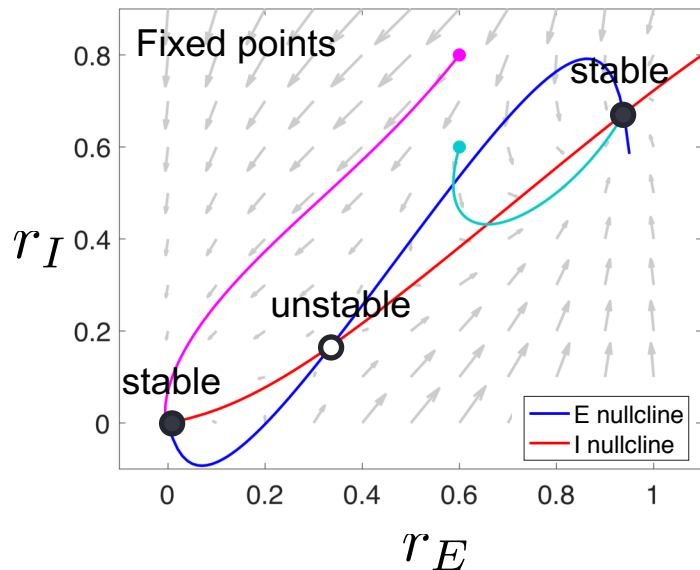 Fixed points
stable
unstable
stable
0.8
0.6
0.4
0.2
0
r_I
0
0.2
0.4
0.6
0.8
1
r_E
E nullcline
I nullcline